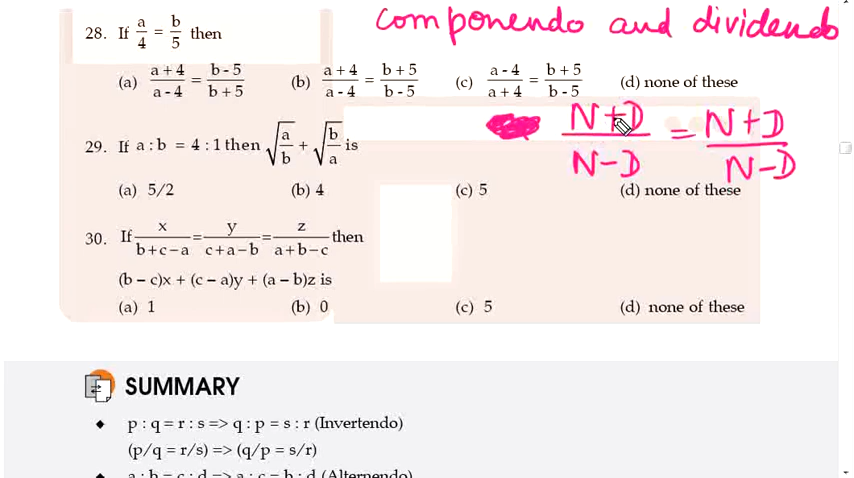 componendo and dividendo
28. If a/4 = b/5 then
(a) a + 4/a - 4 = b - 5/b + 5 (b) a + 4/a - 4 = b + 5/b - 5 (c) a - 4/a + 4 = b + 5/b - 5 (d) none of these
N+D/N-D = N+D/N-D
29. If a : b = 4 : 1 then √a/b + √b/a is
(a) 5/2 (b) 4 (c) 5 (d) none of these
30. If x/b+c–a = y/c+a–b = z/a+b–c then
(b – c)x + (c – a)y + (a – b)z is
(a) 1 (b) 0 (c) 5 (d) none of these
SUMMARY
◆ p : q = r : s => q : p = s : r (Invertendo)
(p/q = r/s) => (q/p = s/r)
◆ a : b = c : d => a : c = b : d (Alternendo)